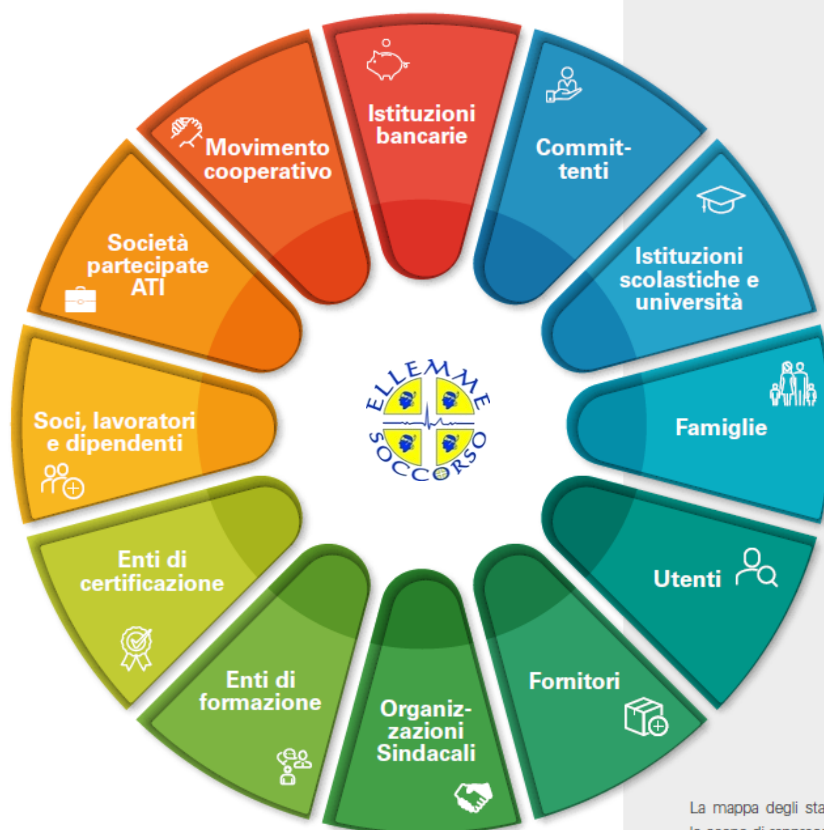 Istituzioni
bancarie
Commit-
tenti
Istituzioni
scolastiche e
università
Famiglie
Utenti
Fornitori
Organiz-
zazioni
Sindacali
Enti di
formazione
Enti di
certificazione
Soci, lavoratori
e dipendenti
Società
partecipate
ATI
Movimento
cooperativo
ELLEMME
SOCCORSO
La mappa degli sta